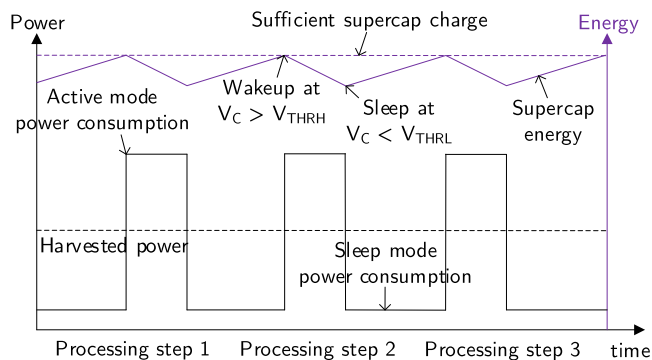 Power
Sufficient supercap charge
Energy
Wakeup at
V_C > V_THRH
Active mode
power consumption
Sleep at
V_C < V_THRL
Supercap
energy
Harvested power
Sleep mode
power consumption
Processing step 1
Processing step 2
Processing step 3
time